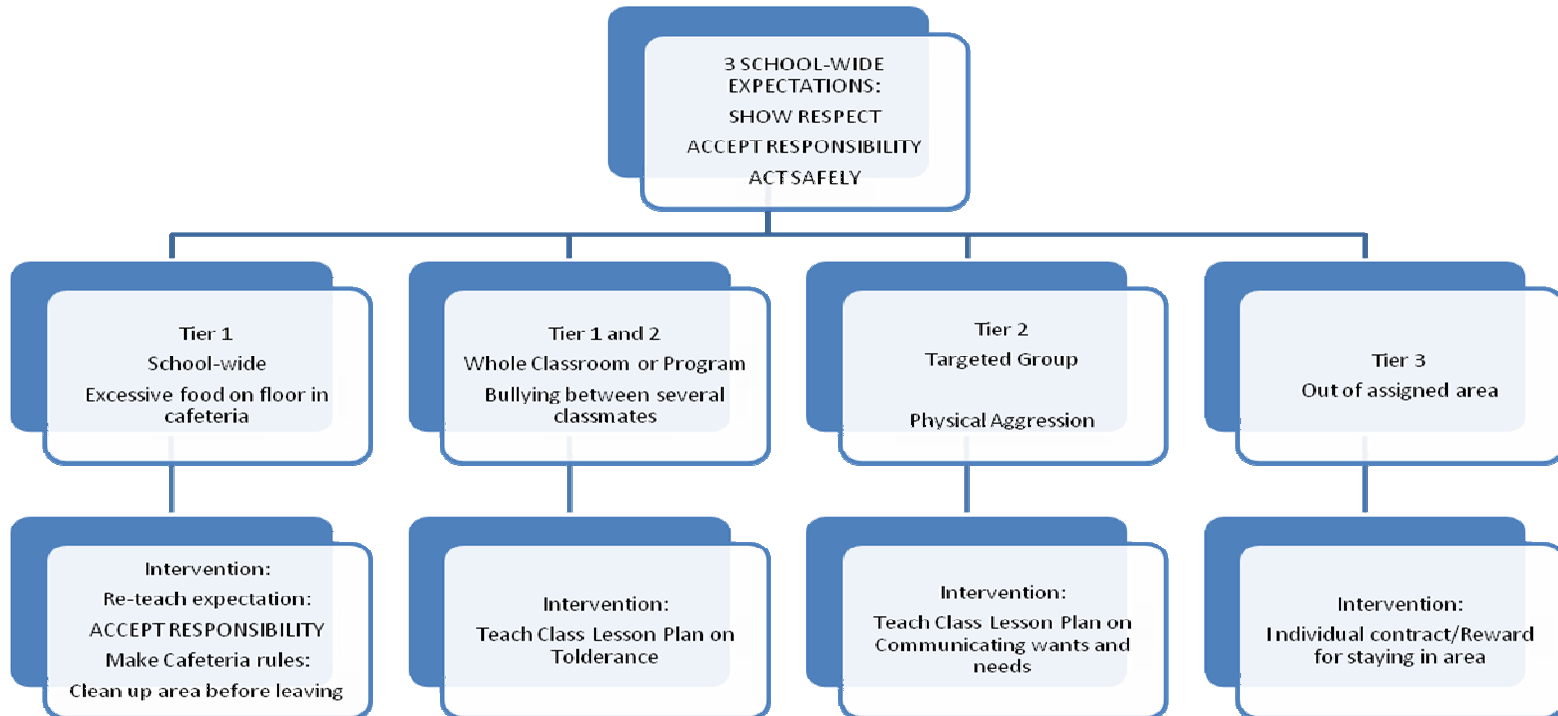 3 SCHOOL-WIDE
EXPECTATIONS:
SHOW RESPECT
ACCEPT RESPONSIBILITY
ACT SAFELY
Tier 1
School-wide
Excessive food on floor in
cafeteria
Tier 1 and 2
Whole Classroom or Program
Bullying between several
classmates
Tier 2
Targeted Group
Physical Aggression
Tier 3
Out of assigned area
Intervention:
Re-teach expectation:
ACCEPT RESPONSIBILITY
Make Cafeteria rules:
Clean up area before leaving
Intervention:
Teach Class Lesson Plan on
Tolderance
Intervention:
Teach Class Lesson Plan on
Communicating wants and
needs
Intervention:
Individual contract/Reward
for staying in area